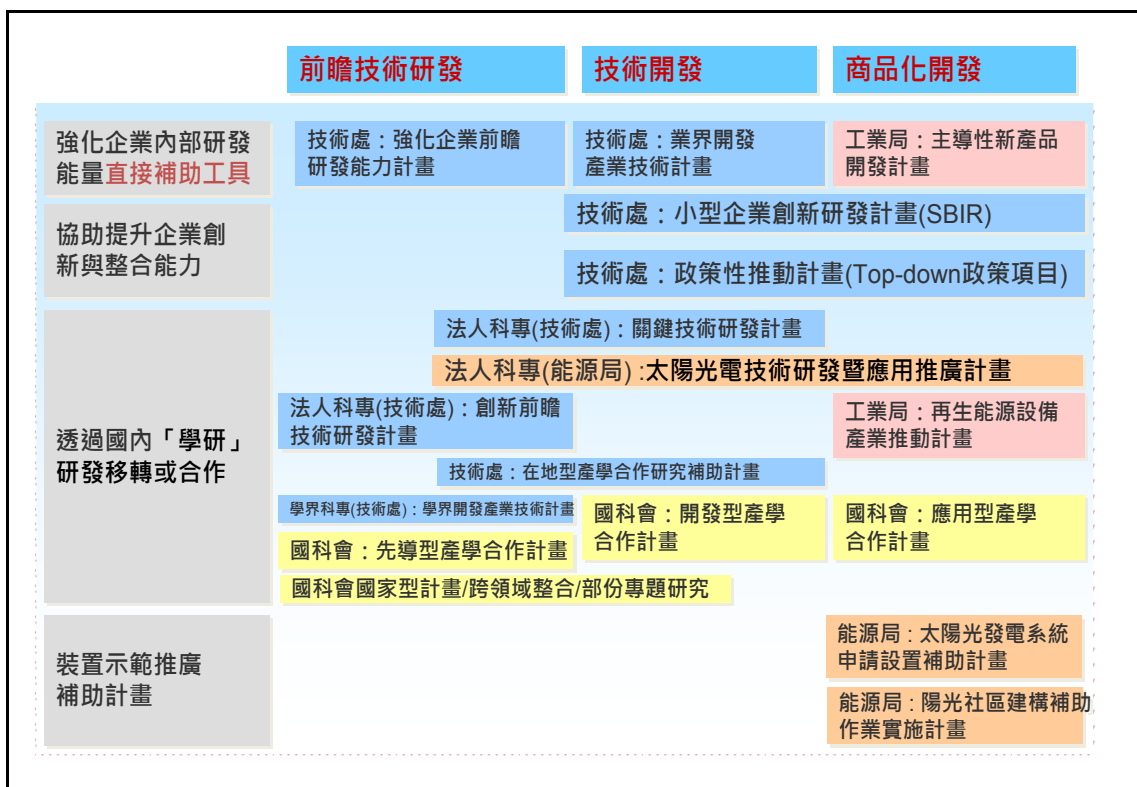 前瞻技術研發
技術開發
商品化開發
強化企業內部研發
能量直接補助工具
技術處：強化企業前瞻
研發能力計畫
技術處：業界開發
產業技術計畫
工業局：主導性新產品
開發計畫
協助提升企業創
新與整合能力
技術處：小型企業創新研發計畫(SBIR)
技術處：政策性推動計畫(Top-down政策項目)
透過國內「學研」
研發移轉或合作
法人科專(技術處)：關鍵技術研發計畫
法人科專(能源局) :太陽光電技術研發暨應用推廣計畫
法人科專(技術處)：創新前瞻
技術研發計畫
工業局：再生能源設備
產業推動計畫
技術處：在地型產學合作研究補助計畫
學界科專(技術處)：學界開發產業技術計畫
國科會：開發型產學
合作計畫
國科會：應用型產學
合作計畫
國科會：先導型產學合作計畫
國科會國家型計畫/跨領域整合/部份專題研究
裝置示範推廣
補助計畫
能源局 : 太陽光發電系統
申請設置補助計畫
能源局 : 陽光社區建構補助
作業實施計畫